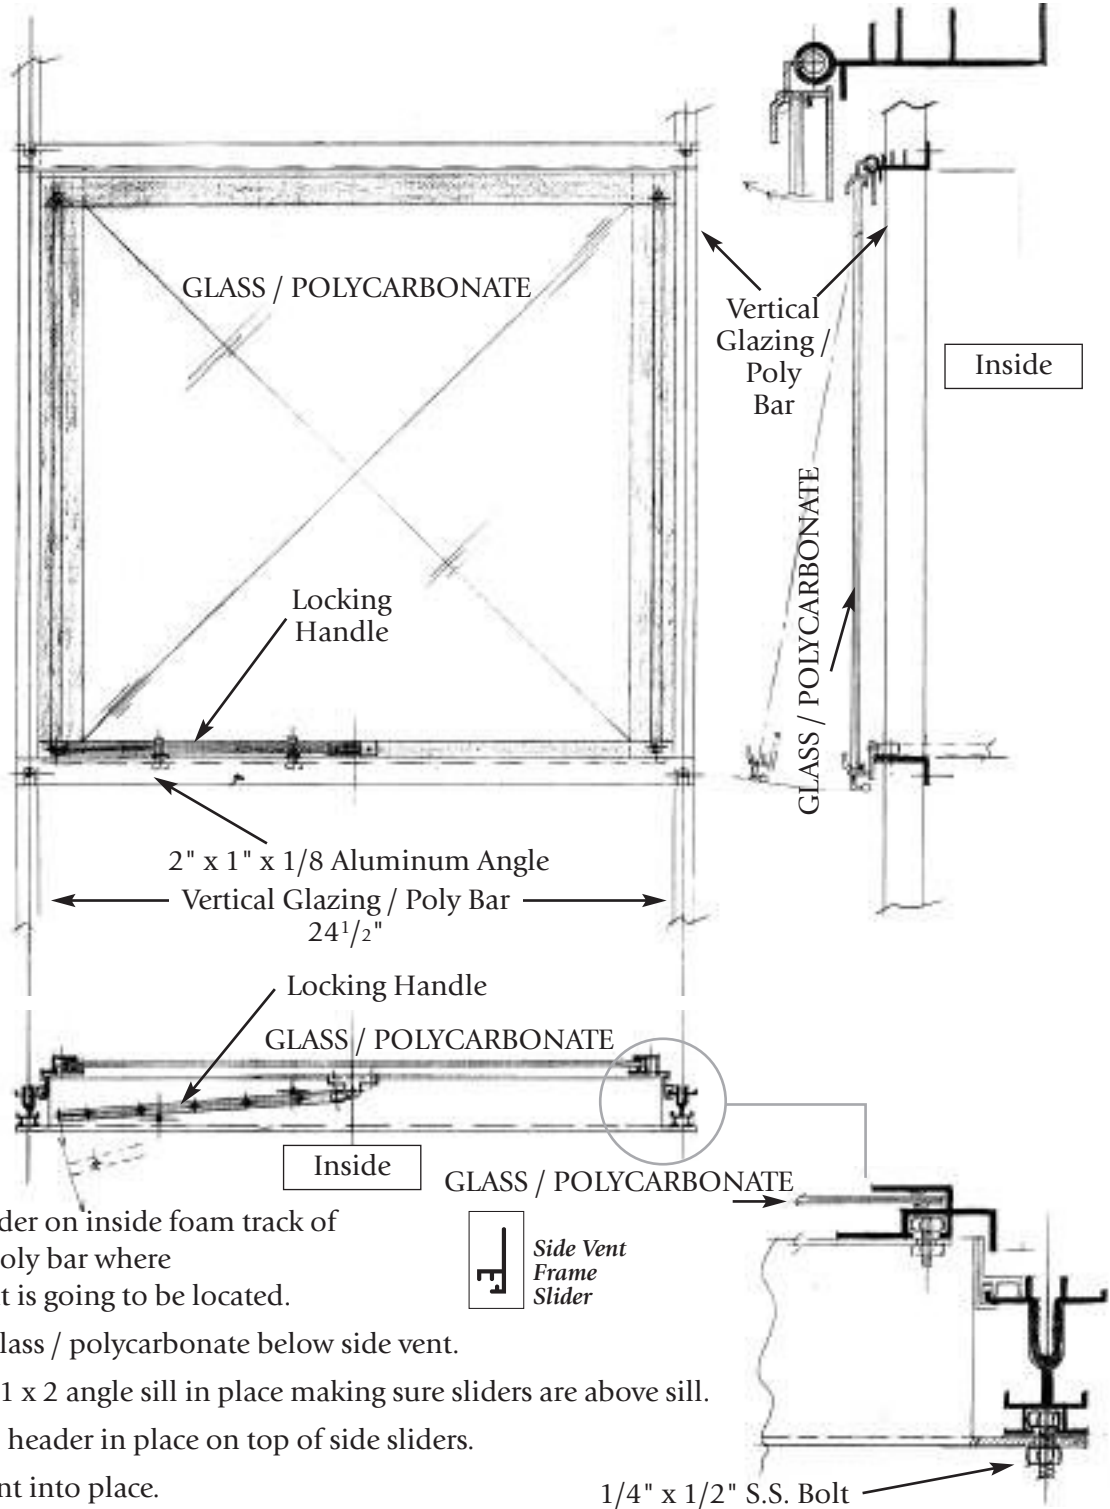 GLASS / POLYCARBONATE
Vertical
Glazing /
Poly
Bar
Inside
GLASS / POLYCARBONATE
Locking
Handle
2" x 1" x 1/8 Aluminum Angle
Vertical Glazing / Poly Bar
24 1/2"
Locking Handle
GLASS / POLYCARBONATE
Inside
GLASS / POLYCARBONATE
Side Vent
Frame
Slider
der on inside foam track of
oly bar where
t is going to be located.
lass / polycarbonate below side vent.
1 x 2 angle sill in place making sure sliders are above sill.
header in place on top of side sliders.
nt into place.
1/4" x 1/2" S.S. Bolt